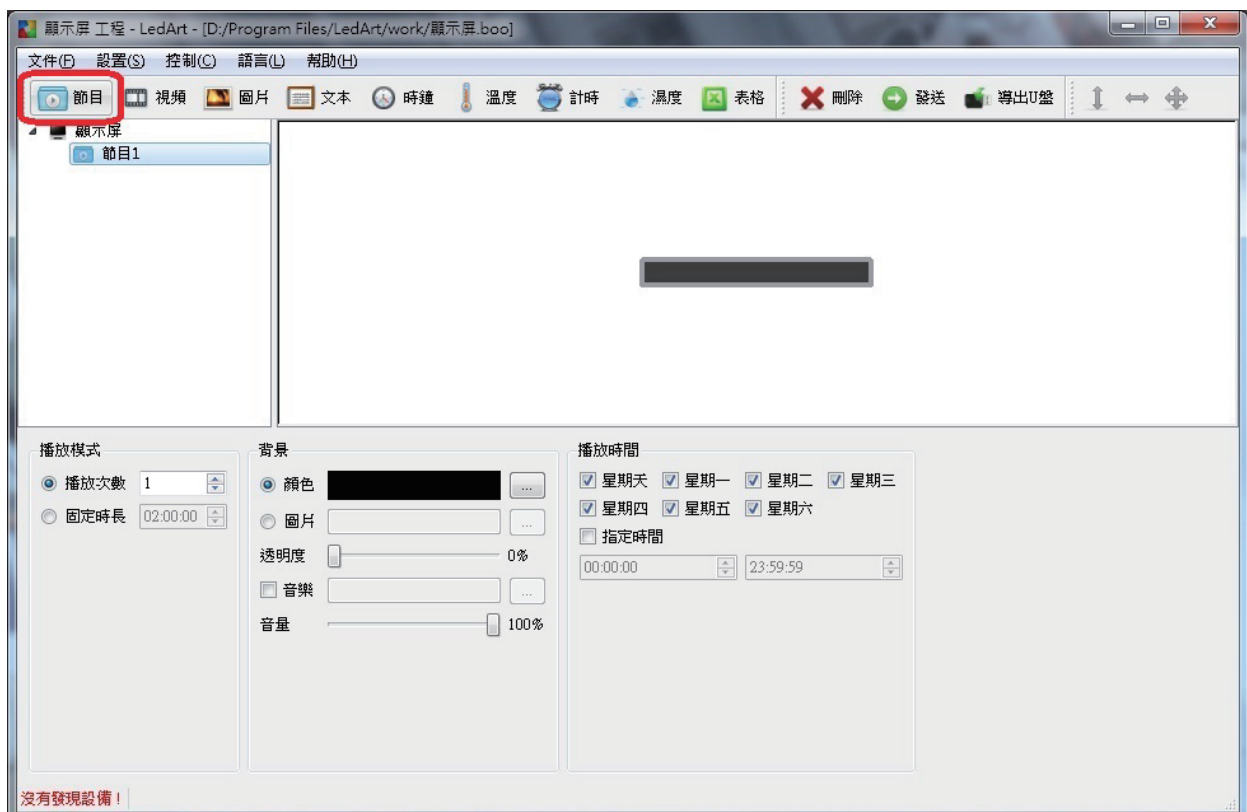 顯示屏 工程 - LedArt - [D:/Program Files/LedArt/work/顯示屏.boo]
文件(F) 設置(S) 控制(C) 語言(L) 幫助(H)
節目 視頻 圖片 文本 時鐘 溫度 計時 濕度 表格 刪除 發送 導出U盤
顯示屏
節目1
播放模式
播放次數 1
固定時長 02:00:00
背景
顏色 ...
圖片 ...
透明度 0%
音樂 ...
音量 100%
播放時間
星期天 星期一 星期二 星期三
星期四 星期五 星期六
指定時間
00:00:00 23:59:59
沒有發現設備！